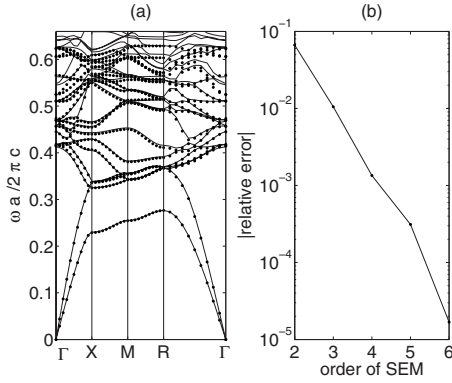 (a)
0.6
0.5
0.4
0.3
0.2
0.1
0
ω a / 2 π c
Γ X M R Γ
(b)
10⁻¹
10⁻²
10⁻³
10⁻⁴
10⁻⁵
|relative error|
2 3 4 5 6
order of SEM